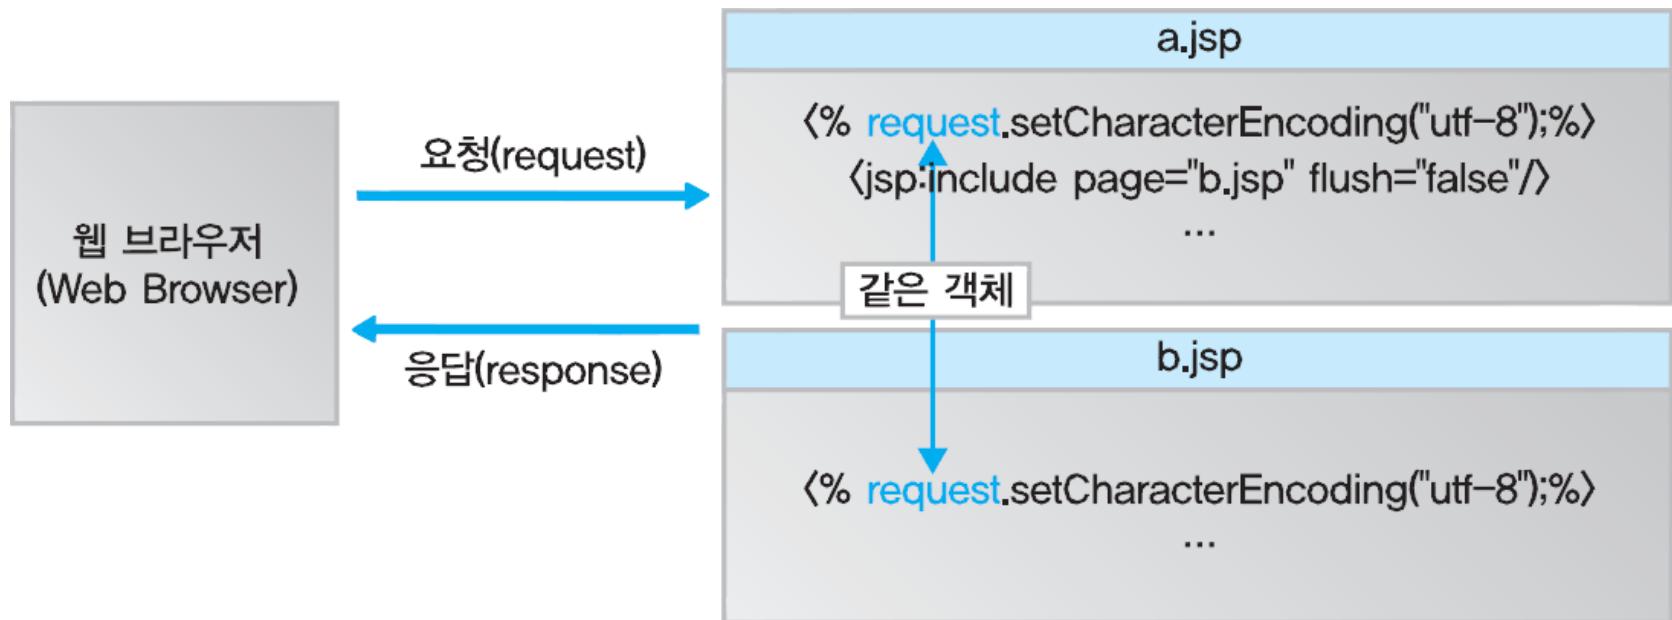 웹 브라우저
(Web Browser)
요청(request)
응답(response)
a.jsp
<% request.setCharacterEncoding("utf-8");%>
<jsp:include page="b.jsp" flush="false"/>
...
같은 객체
b.jsp
<% request.setCharacterEncoding("utf-8");%>
...